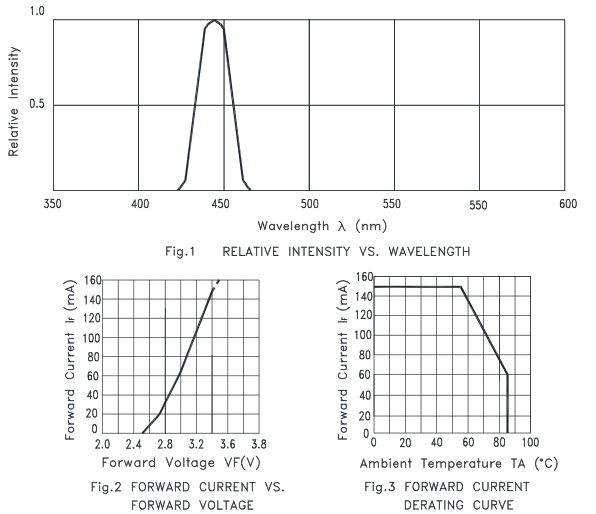 1.0
0.5
Relative Intensity
350 400 450 500 550 550 600
Wavelength λ (nm)
Fig.1 RELATIVE INTENSITY VS. WAVELENGTH
160
140
120
100
80
60
40
20
0
Forward Current IF (mA)
2.0 2.4 2.8 3.2 3.6 3.8
Forward Voltage VF(V)
Fig.2 FORWARD CURRENT VS.
FORWARD VOLTAGE
160
140
120
100
80
60
40
20
0
Forward Current IF (mA)
0 20 40 60 80 100
Ambient Temperature TA (°C)
Fig.3 FORWARD CURRENT
DERATING CURVE